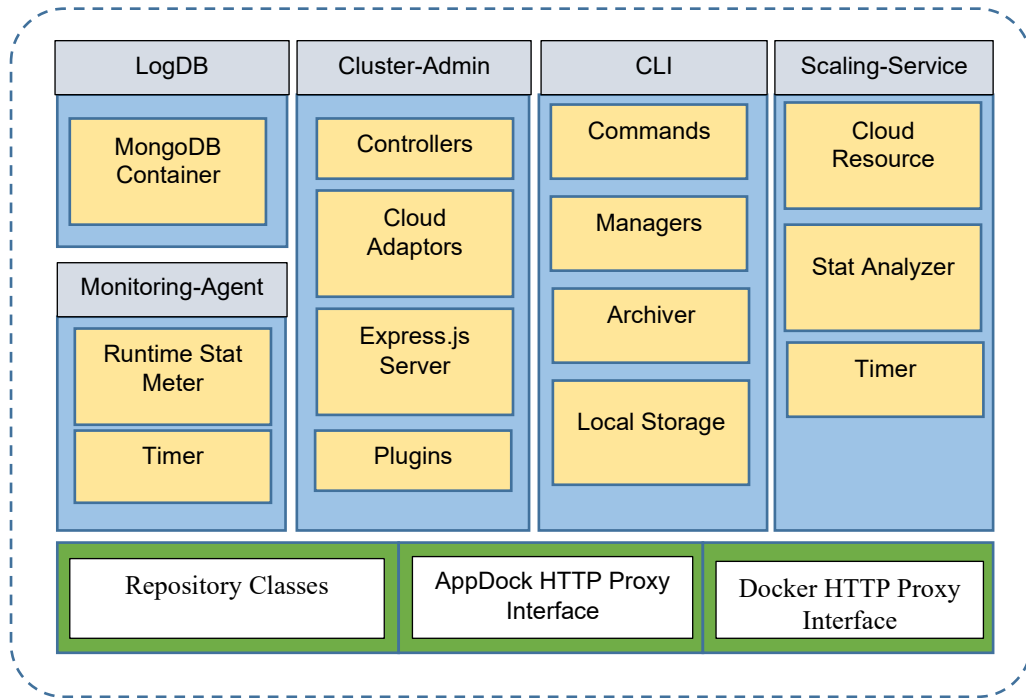 LogDB
MongoDB
Container
Monitoring-Agent
Runtime Stat
Meter
Timer
Cluster-Admin
Controllers
Cloud
Adaptors
Express.js
Server
Plugins
CLI
Commands
Managers
Archiver
Local Storage
Scaling-Service
Cloud
Resource
Stat Analyzer
Timer
Repository Classes
AppDock HTTP Proxy
Interface
Docker HTTP Proxy
Interface